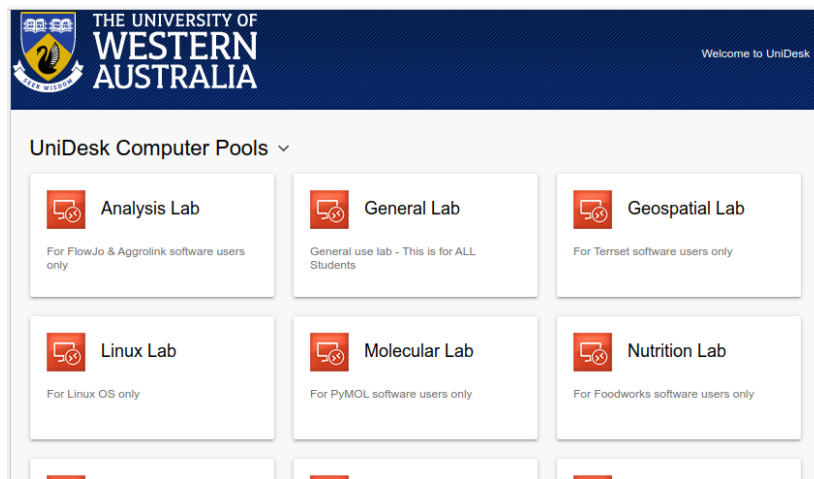 THE UNIVERSITY OF
WESTERN
AUSTRALIA
SEEK WISDOM
Welcome to UniDesk
UniDesk Computer Pools
Analysis Lab
For FlowJo & Aggrolink software users
only
General Lab
General use lab - This is for ALL
Students
Geospatial Lab
For Terrset software users only
Linux Lab
For Linux OS only
Molecular Lab
For PyMOL software users only
Nutrition Lab
For Foodworks software users only